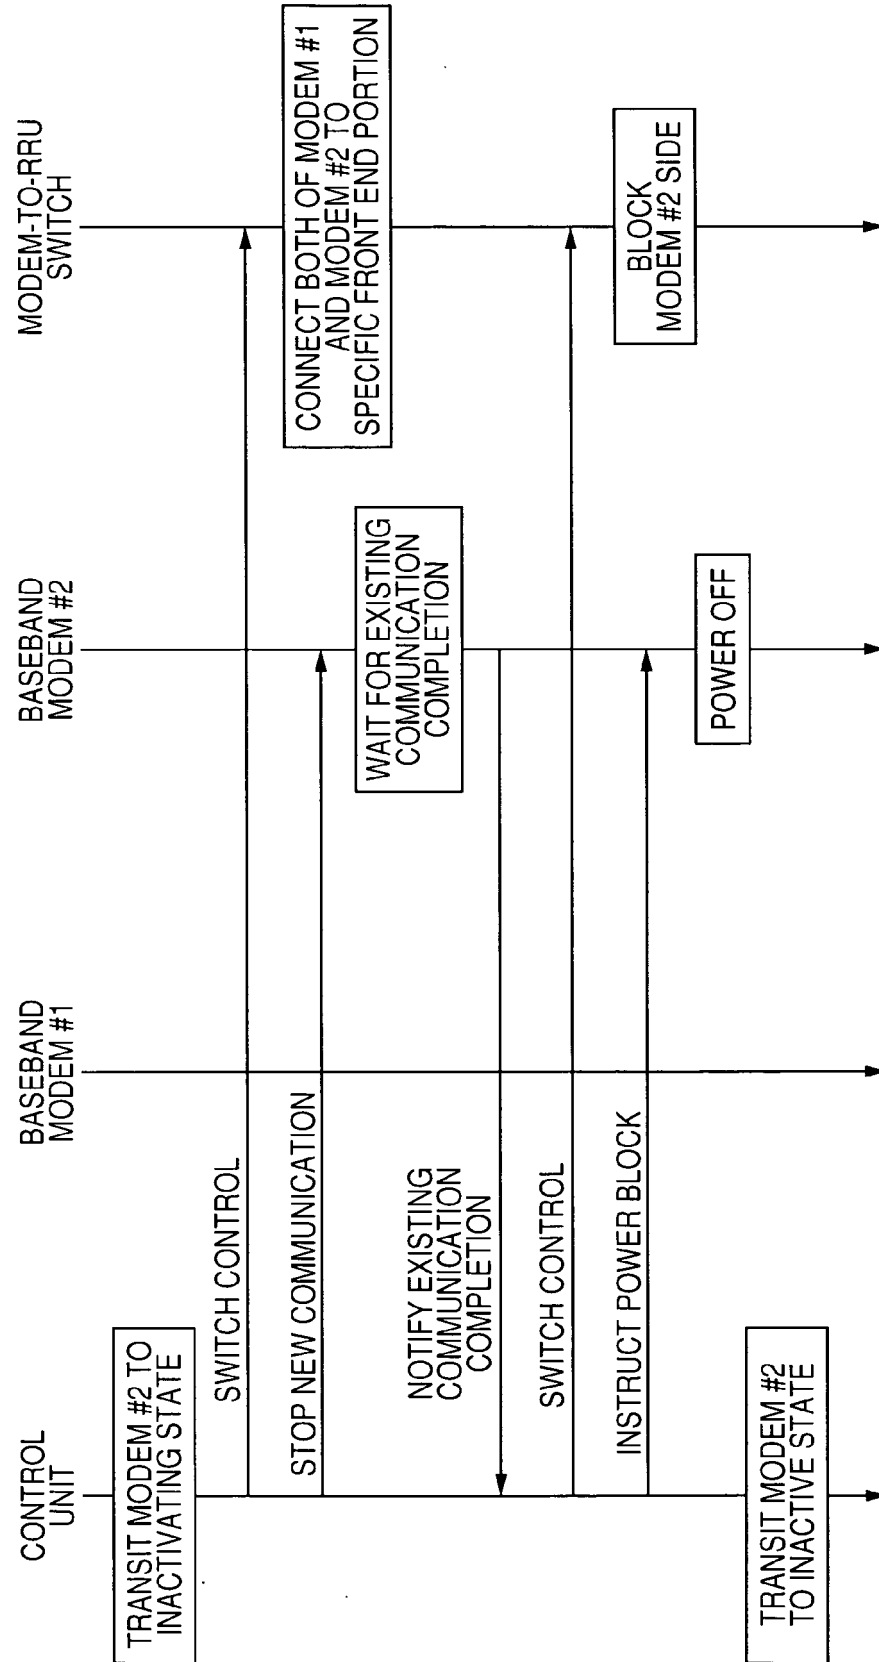 CONTROL
UNIT
BASEBAND
MODEM #1
BASEBAND
MODEM #2
MODEM-TO-RRU
SWITCH
TRANSIT MODEM #2 TO
INACTIVATING STATE
SWITCH CONTROL
CONNECT BOTH OF MODEM #1
AND MODEM #2 TO
SPECIFIC FRONT END PORTION
STOP NEW COMMUNICATION
WAIT FOR EXISTING
COMMUNICATION
COMPLETION
NOTIFY EXISTING
COMMUNICATION
COMPLETION
SWITCH CONTROL
BLOCK
MODEM #2 SIDE
INSTRUCT POWER BLOCK
POWER OFF
TRANSIT MODEM #2
TO INACTIVE STATE